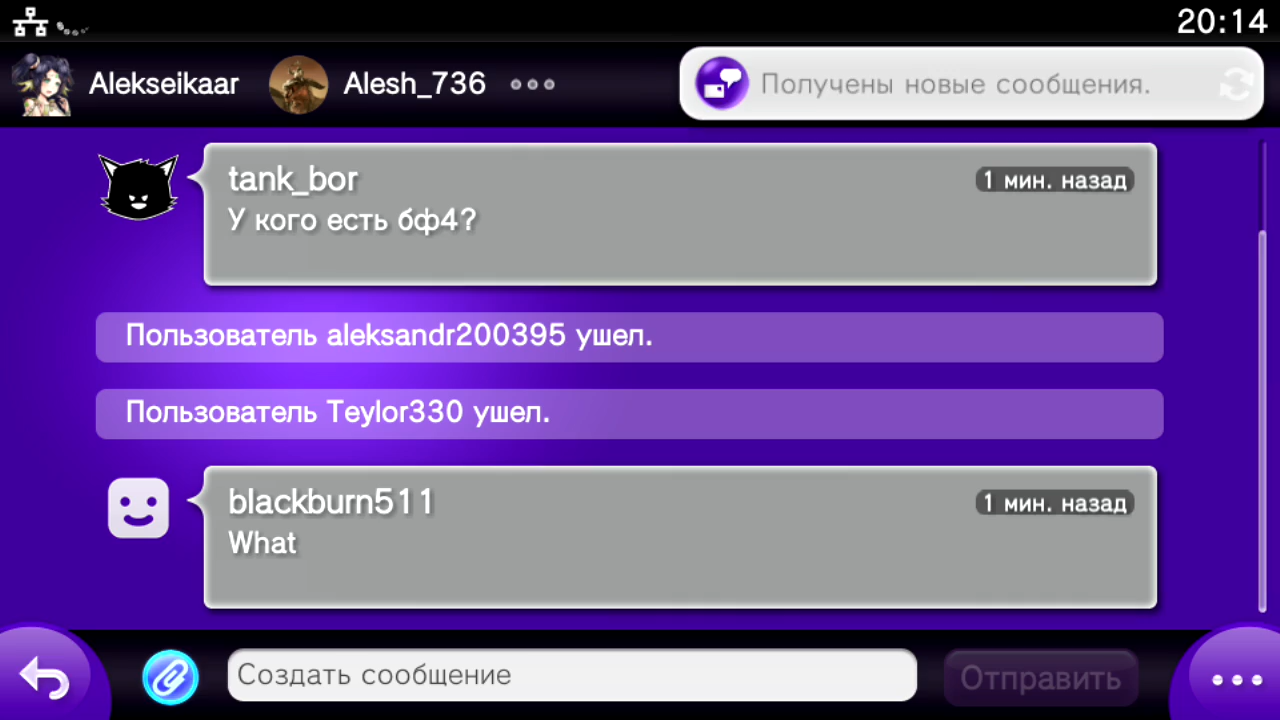 20:14
Alekseikaar
Alesh_736
Получены новые сообщения.
tank_bor
1 мин. назад
У кого есть бф4?
Пользователь aleksandr200395 ушел.
Пользователь Teylor330 ушел.
blackburn511
1 мин. назад
What
Создать сообщение
Отправить